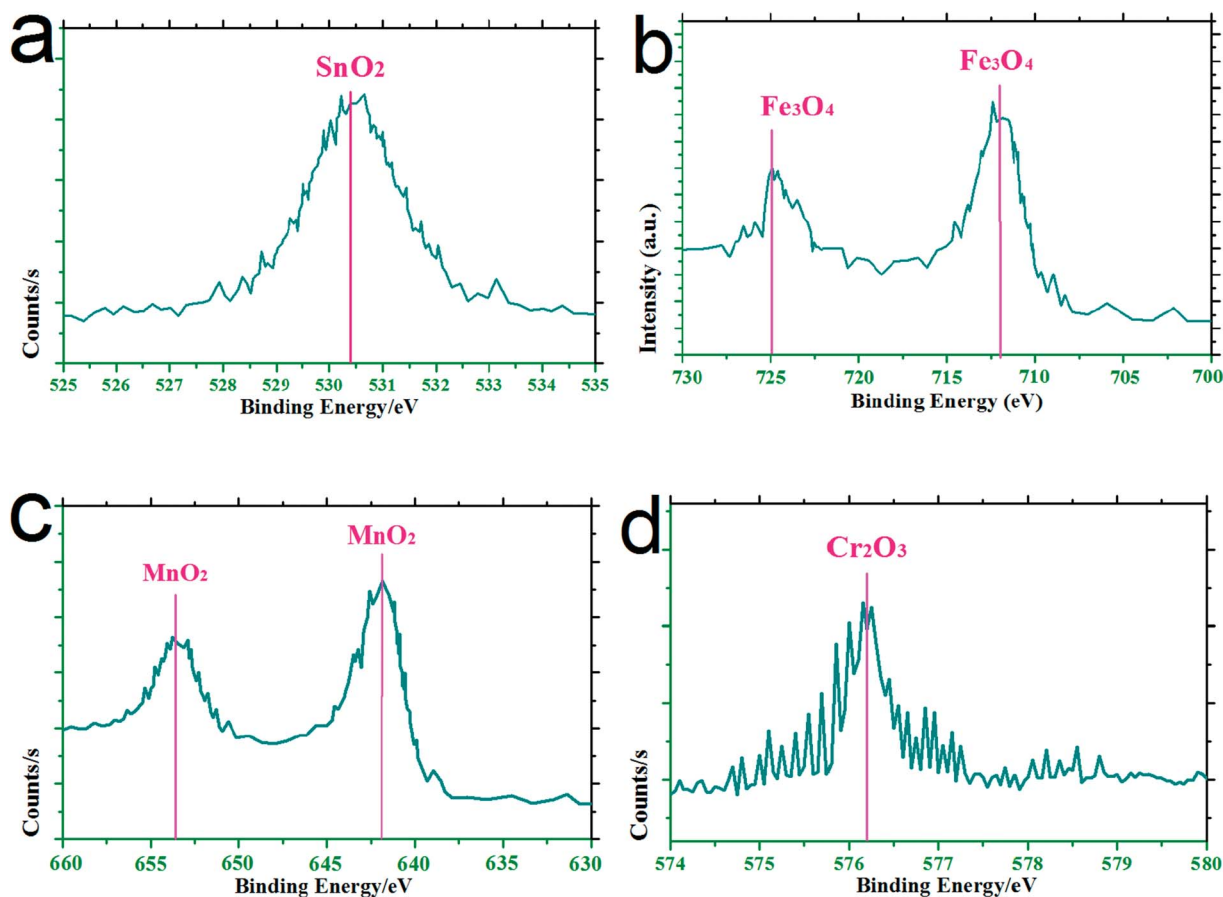 a
SnO₂
Counts/s
525 526 527 528 529 530 531 532 533 534 535
Binding Energy/eV
b
Fe₃O₄
Fe₃O₄
Intensity (a.u.)
730 725 720 715 710 705 700
Binding Energy (eV)
c
MnO₂
MnO₂
Counts/s
660 655 650 645 640 635 630
Binding Energy/eV
d
Cr₂O₃
Counts/s
574 575 576 577 578 579 580
Binding Energy/eV